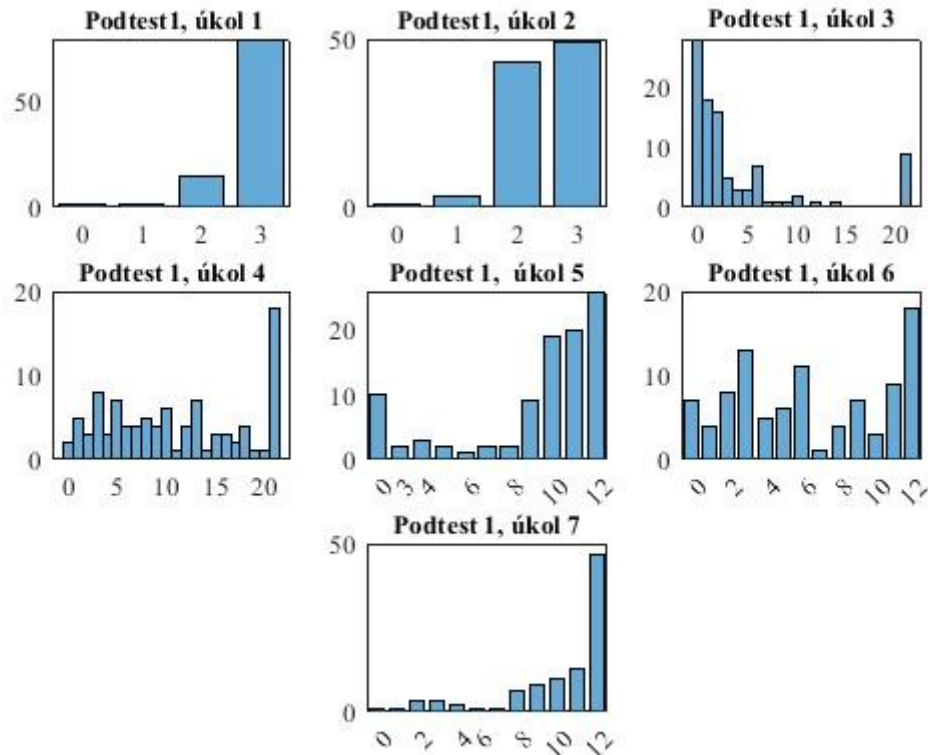 Podtest1, úkol 1
50
0
0 1 2 3
Podtest1, úkol 2
50
0
0 1 2 3
Podtest1, úkol 3
20
10
0
0 5 10 15 20
Podtest 1, úkol 4
20
10
0
0 5 10 15 20
Podtest 1, úkol 5
20
10
0
0 3 4 6 8 10 12
Podtest 1, úkol 6
20
10
0
0 2 4 6 8 10 12
Podtest 1, úkol 7
50
0
0 2 4 6 8 10 12